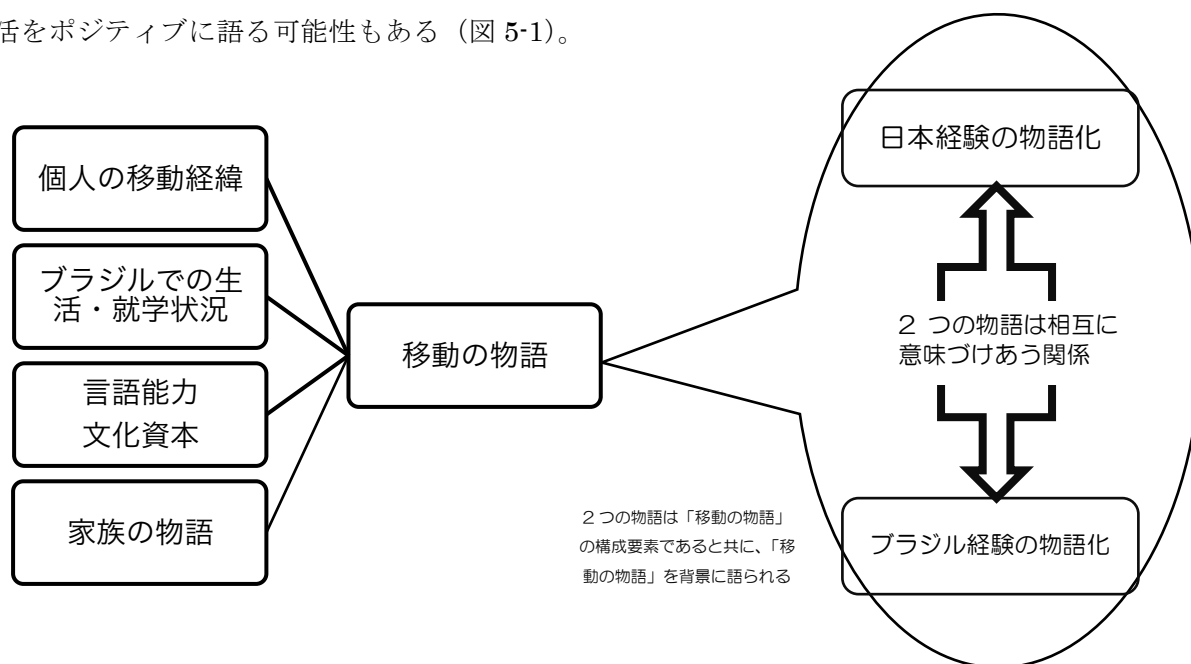 活をポジティブに語る可能性もある（図 5-1）。
個人の移動経緯
ブラジルでの生
活・就学状況
言語能力
文化資本
家族の物語
移動の物語
日本経験の物語化
２ つの物語は相互に
意味づけあう関係
ブラジル経験の物語化
２つの物語は「移動の物語」
の構成要素であると共に、「移
動の物語」を背景に語られる